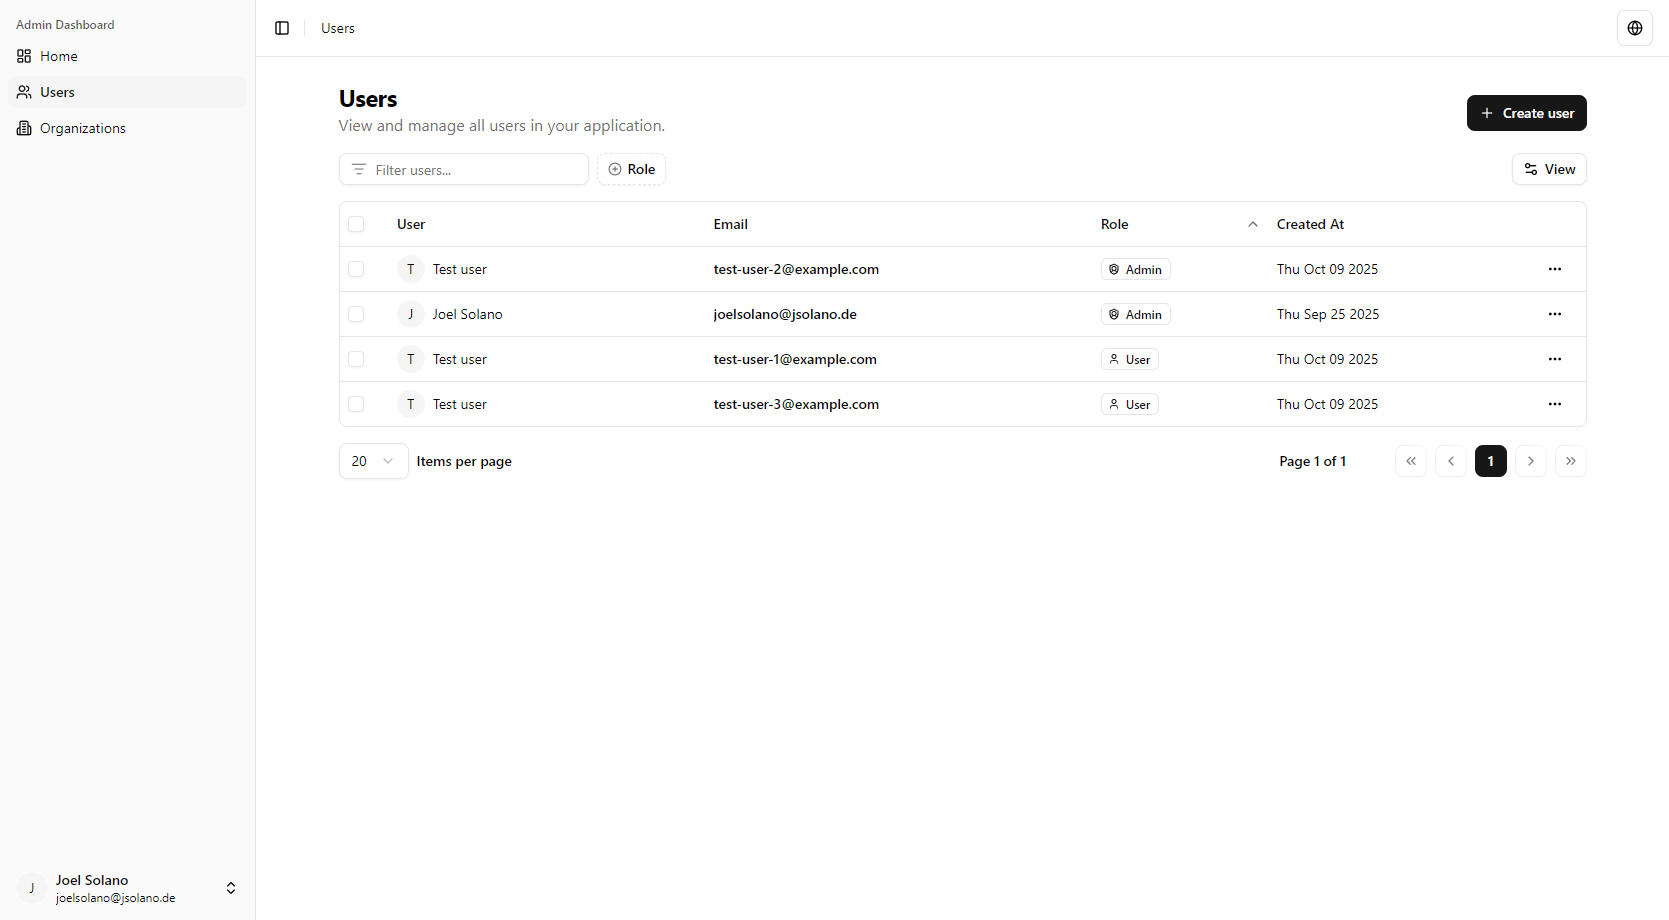 Admin Dashboard
Home
Users
Organizations
Users
Users
View and manage all users in your application.
Create user
Filter users...
Role
View
User Email Role Created At
T Test user test-user-2@example.com Admin Thu Oct 09 2025
J Joel Solano joelsolano@jsolano.de Admin Thu Sep 25 2025
T Test user test-user-1@example.com User Thu Oct 09 2025
T Test user test-user-3@example.com User Thu Oct 09 2025
20 Items per page Page 1 of 1 1
J Joel Solano
joelsolano@jsolano.de